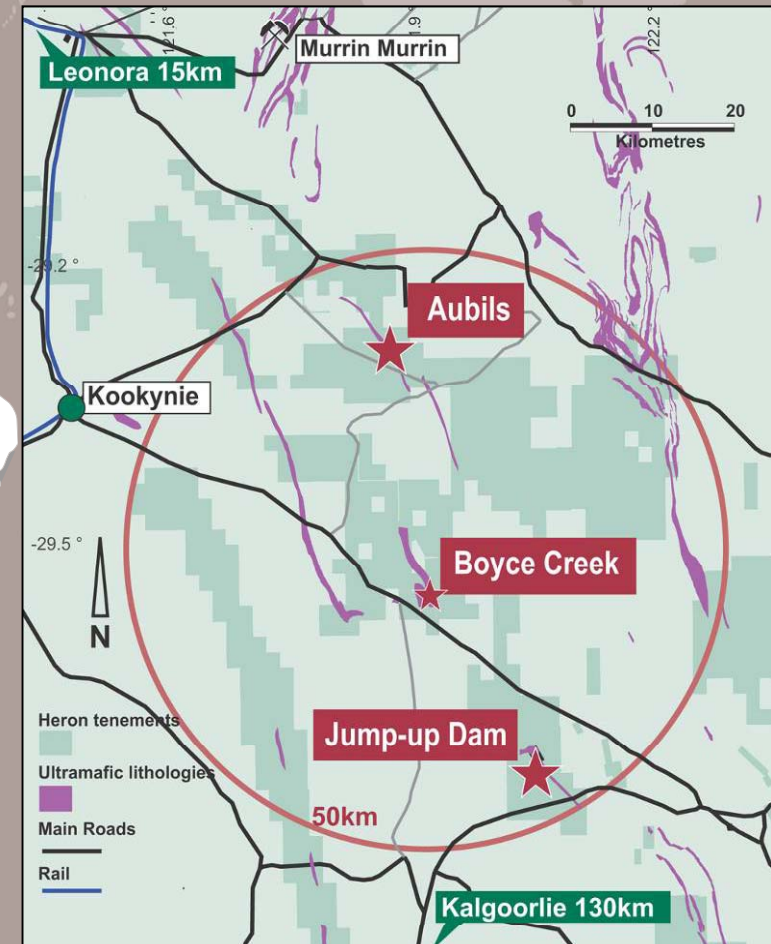 121.6
121.9
122.2
Murrin Murrin
Leonora 15km
0 10 20
Kilometres
-29.2
Aubils
Kookynie
-29.5 °
Boyce Creek
N
Heron tenements
Jump-up Dam
Ultramafic lithologies
50km
Main Roads
Rail
Kalgoorlie 130km